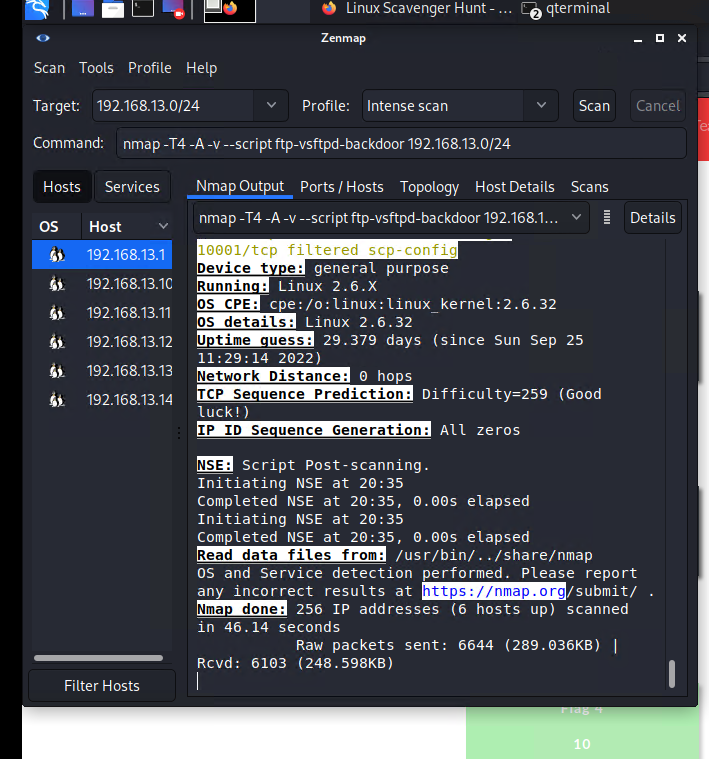 Linux Scavenger Hunt - ...
2
qterminal
Zenmap
Scan Tools Profile Help
Target: 192.168.13.0/24 Profile: Intense scan Scan Cancel
Command: nmap -T4 -A -v --script ftp-vsftpd-backdoor 192.168.13.0/24
Hosts Services
OS Host
192.168.13.1
192.168.13.10
192.168.13.11
192.168.13.12
192.168.13.13
192.168.13.14
Filter Hosts
Nmap Output Ports / Hosts Topology Host Details Scans
nmap -T4 -A -v --script ftp-vsftpd-backdoor 192.168.1... Details
10001/tcp filtered scp-config
Device type: general purpose
Running: Linux 2.6.X
OS CPE: cpe:/o:linux:linux_kernel:2.6.32
OS details: Linux 2.6.32
Uptime guess: 29.379 days (since Sun Sep 25
11:29:14 2022)
Network Distance: 0 hops
TCP Sequence Prediction: Difficulty=259 (Good
luck!)
IP ID Sequence Generation: All zeros
NSE: Script Post-scanning.
Initiating NSE at 20:35
Completed NSE at 20:35, 0.00s elapsed
Initiating NSE at 20:35
Completed NSE at 20:35, 0.00s elapsed
Read data files from: /usr/bin/../share/nmap
OS and Service detection performed. Please report
any incorrect results at https://nmap.org/submit/ .
Nmap done: 256 IP addresses (6 hosts up) scanned
in 46.14 seconds
Raw packets sent: 6644 (289.036KB) |
Rcvd: 6103 (248.598KB)
Flag 4
10